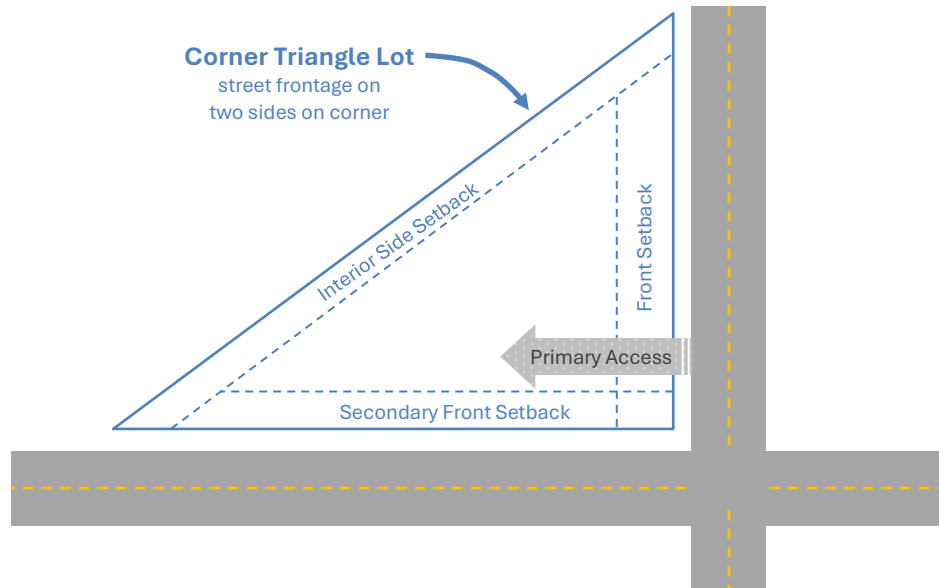 Corner Triangle Lot
street frontage on
two sides on corner
Interior Side Setback
Front Setback
Primary Access
Secondary Front Setback